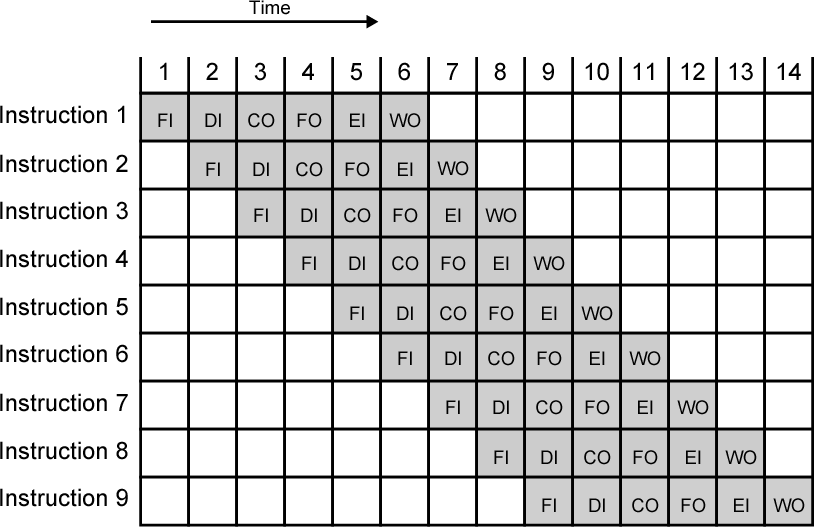 Time
1 2 3 4 5 6 7 8 9 10 11 12 13 14
Instruction 1 FI DI CO FO EI WO
Instruction 2 FI DI CO FO EI WO
Instruction 3 FI DI CO FO EI WO
Instruction 4 FI DI CO FO EI WO
Instruction 5 FI DI CO FO EI WO
Instruction 6 FI DI CO FO EI WO
Instruction 7 FI DI CO FO EI WO
Instruction 8 FI DI CO FO EI WO
Instruction 9 FI DI CO FO EI WO